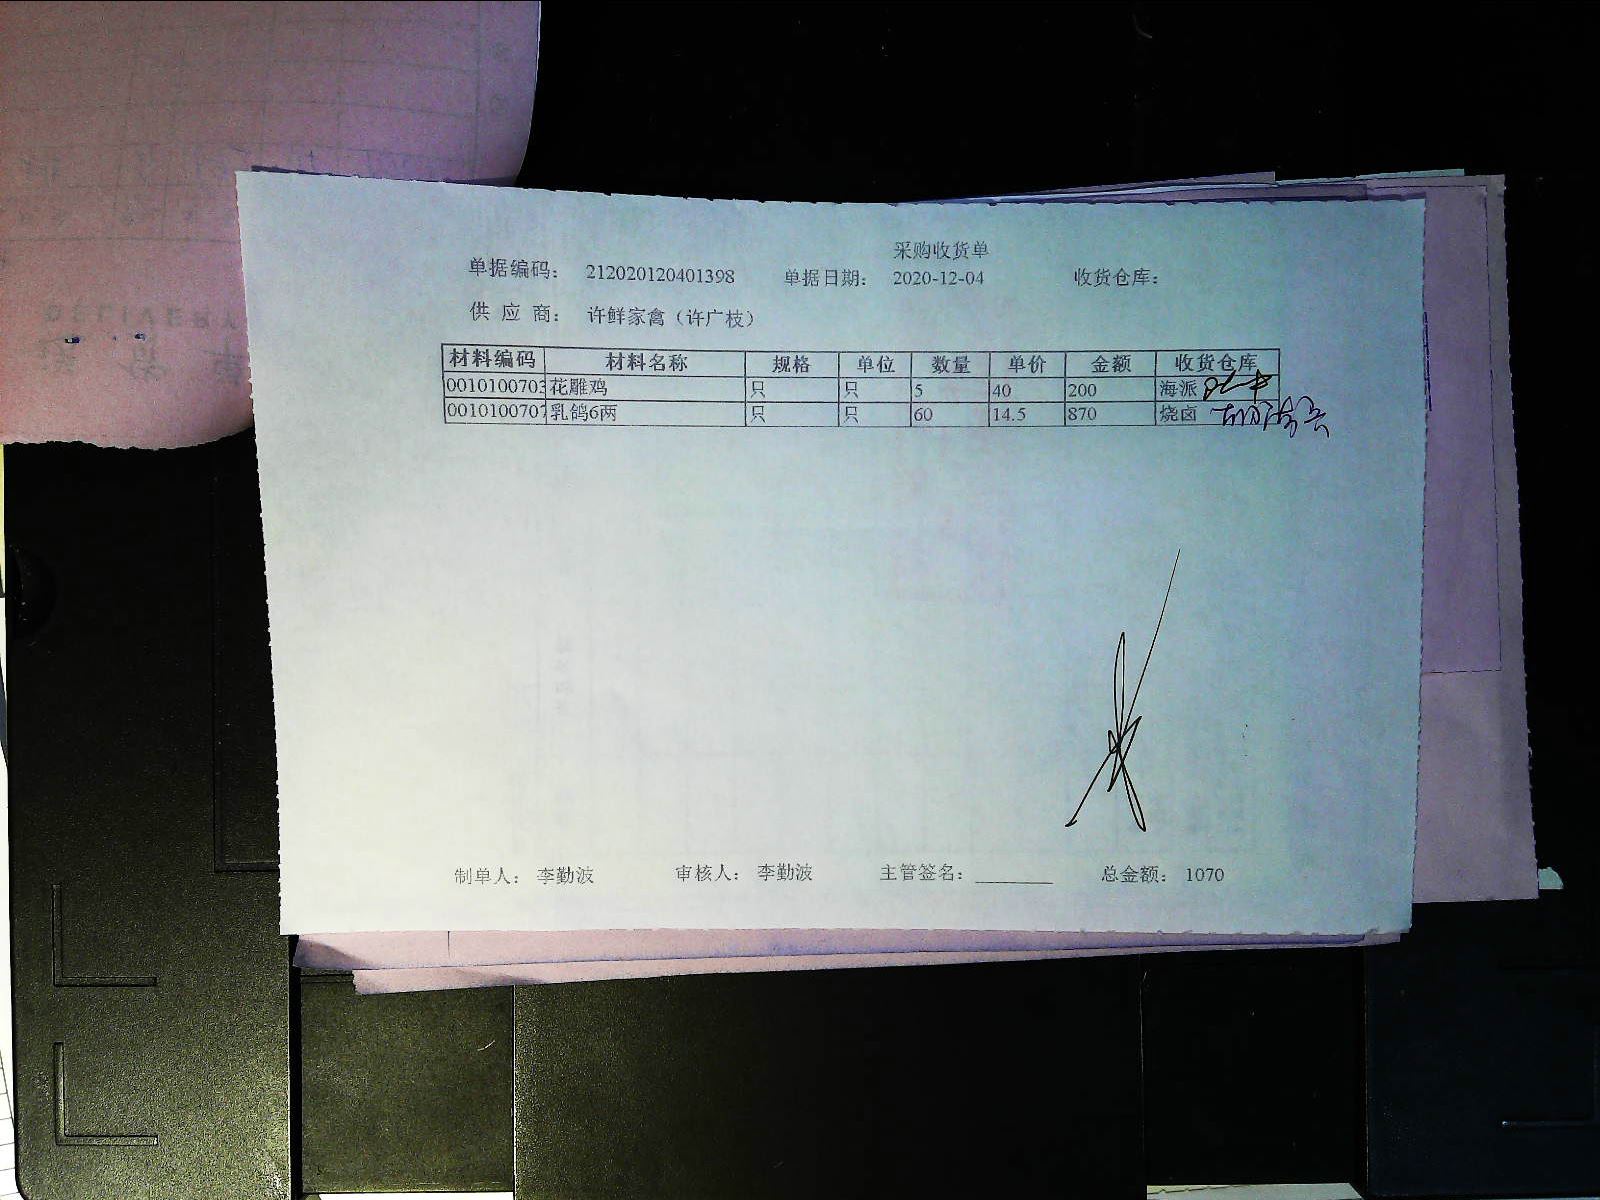 采购收货单
单据编码： 212020120401398 单据日期： 2020-12-04 收货仓库：
供 应 商： 许鲜家禽（许广枝）
材料编码 材料名称 规格 单位 数量 单价 金额 收货仓库
0010100703 花雕鸡 只 只 5 40 200 海派
0010100707 乳鸽6两 只 只 60 14.5 870 烧卤
制单人： 李勤波 审核人： 李勤波 主管签名： 总金额： 1070
DELIVERY